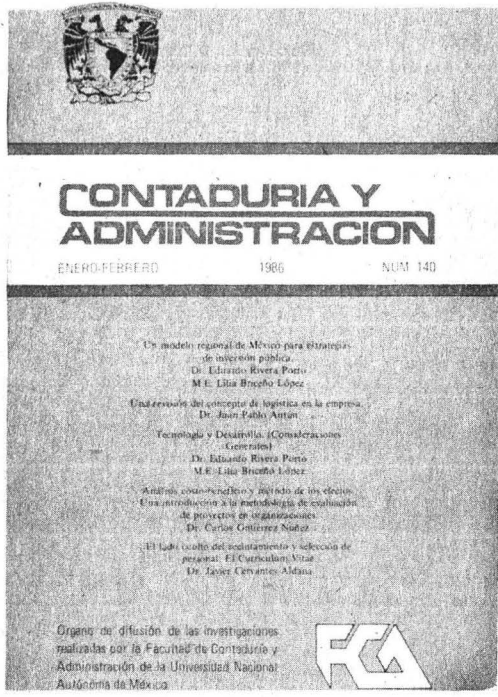 CONTADURIA Y
ADMINISTRACION
ENERO-FEBRERO 1986 NUM 140
Un modelo regional de México para estrategias
de inversión pública.
Dr. Eduardo Rivera Porto
M.E. Lilia Briceño López
Una revisión del concepto de logística en la empresa.
Dr. Juan Pablo Antún
Tecnología y Desarrollo. (Consideraciones
Generales)
Dr. Eduardo Rivera Porto
M.E. Lilia Briceño López
Análisis costo-beneficio y método de los efectos
Una introducción a la metodología de evaluación
de proyectos en organizaciones.
Dr. Carlos Gutiérrez Núñez
El lado oculto del reclutamiento y selección de
personal: El Curriculum Vitae
Dr. Javier Cervantes Aldana
Organo de difusión de las investigaciones
realizadas por la Facultad de Contaduría y
Administración de la Universidad Nacional
Autónoma de México
FCA